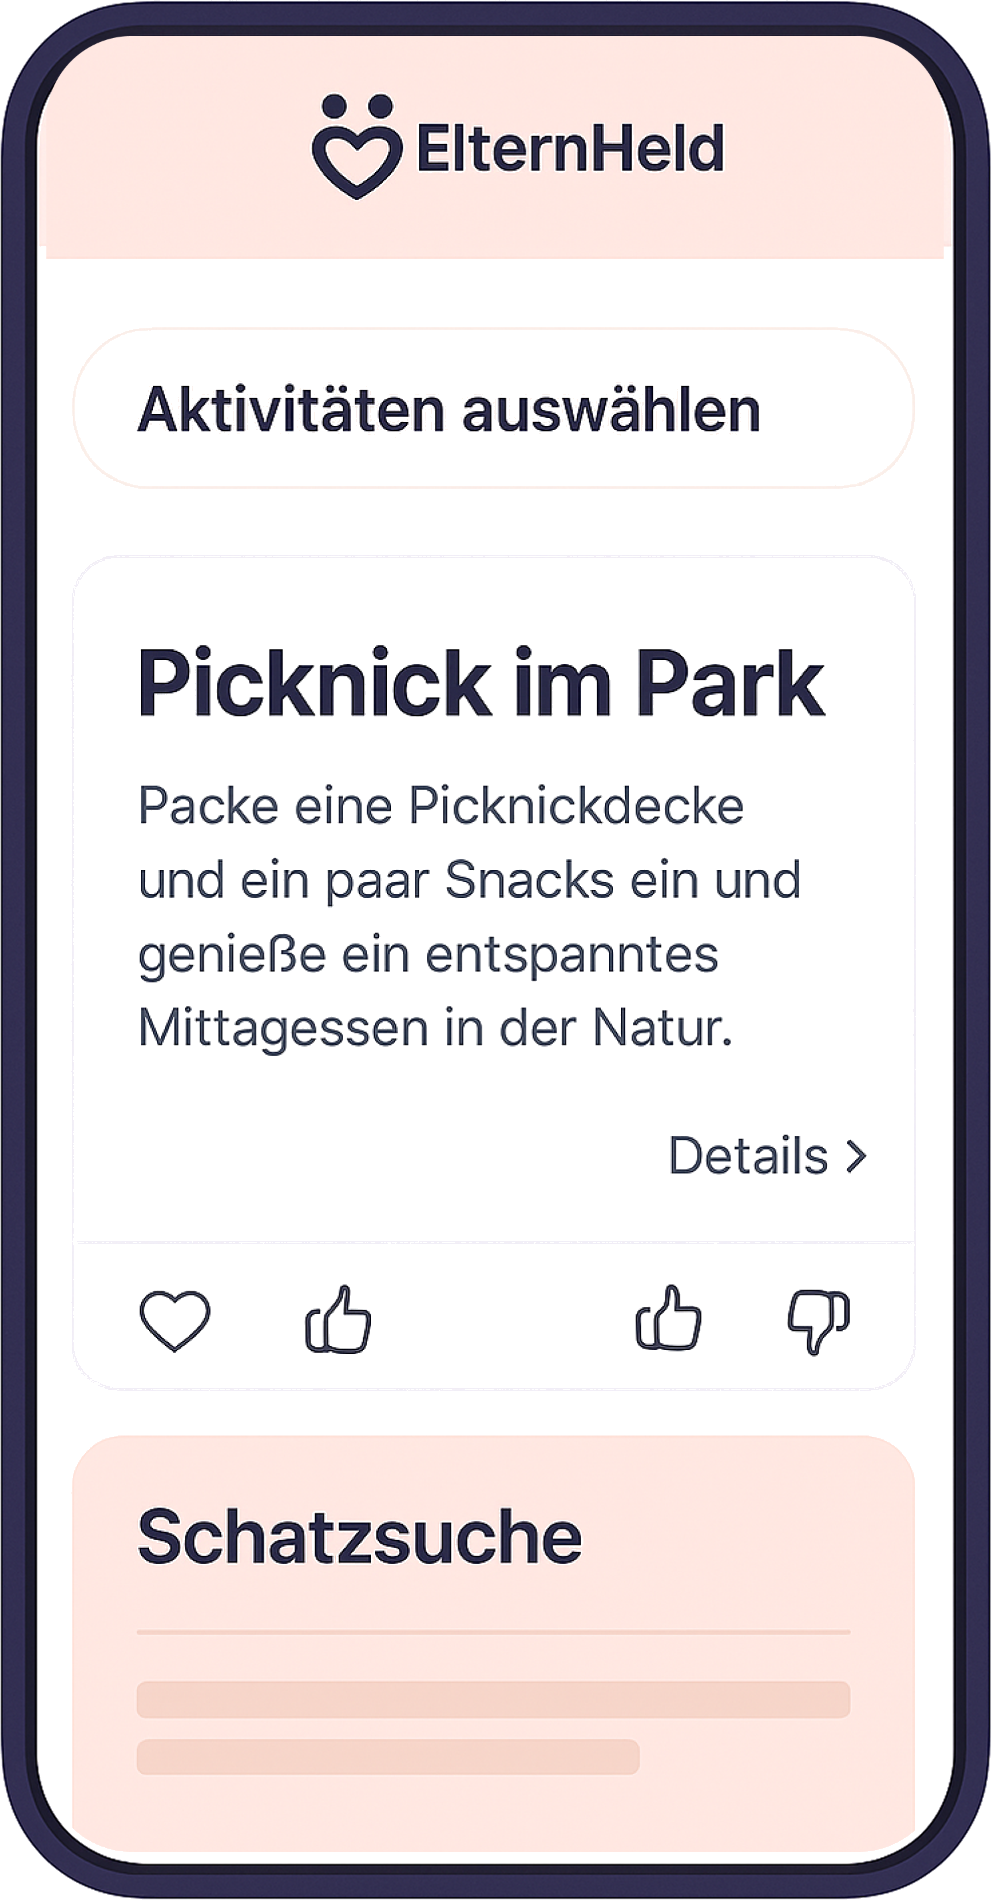 ElternHeld
Aktivitäten auswählen
Picknick im Park
Packe eine Picknickdecke
und ein paar Snacks ein und
genieße ein entspanntes
Mittagessen in der Natur.
Details >
Schatzsuche